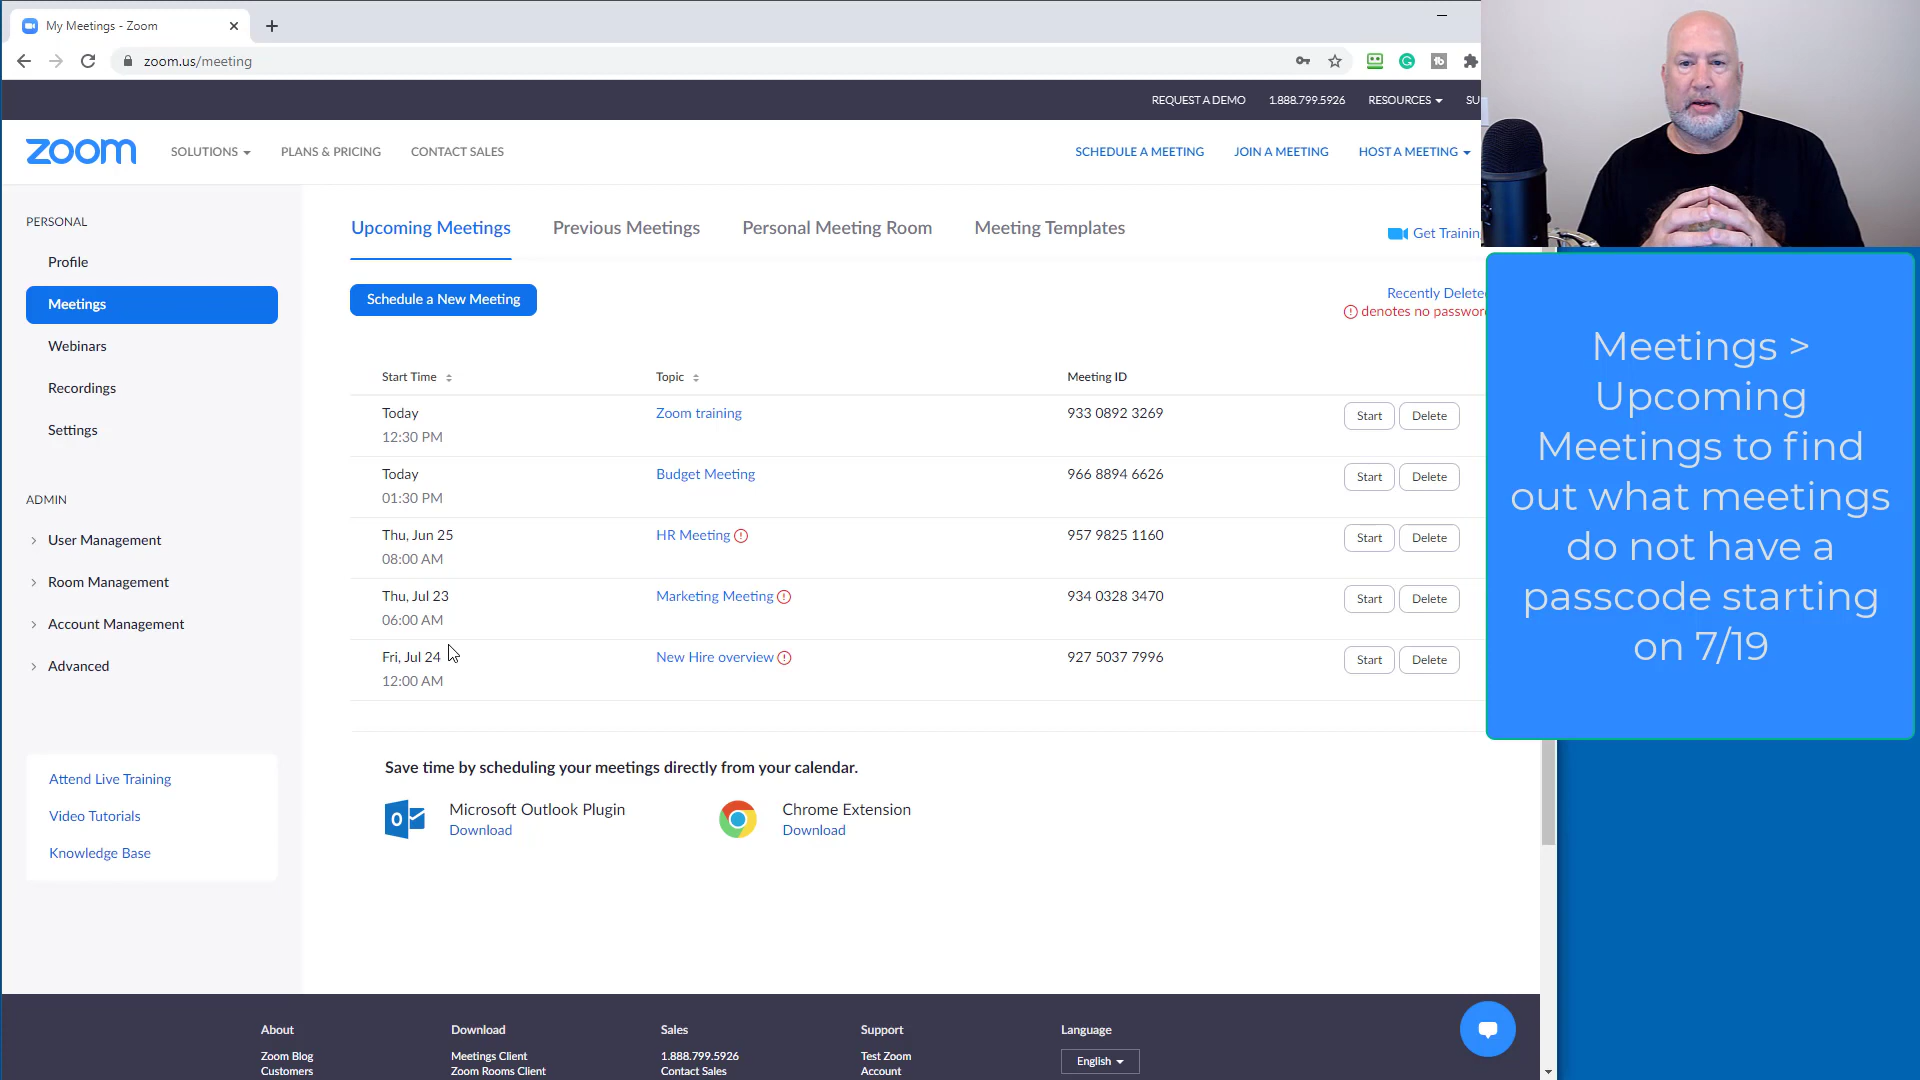 My Meetings - Zoom
zoom.us/meeting
REQUEST A DEMO 1.888.799.5926 RESOURCES SU
zoom SOLUTIONS PLANS & PRICING CONTACT SALES SCHEDULE A MEETING JOIN A MEETING HOST A MEETING
PERSONAL
Profile
Meetings
Webinars
Recordings
Settings
ADMIN
User Management
Room Management
Account Management
Advanced
Attend Live Training
Video Tutorials
Knowledge Base
Upcoming Meetings Previous Meetings Personal Meeting Room Meeting Templates
Get Trainin
Schedule a New Meeting
Recently Delete
denotes no passwor
Start Time Topic Meeting ID
Today Zoom training 933 0892 3269 Start Delete
12:30 PM
Today Budget Meeting 966 8894 6626 Start Delete
01:30 PM
Thu, Jun 25 HR Meeting 957 9825 1160 Start Delete
08:00 AM
Thu, Jul 23 Marketing Meeting 934 0328 3470 Start Delete
06:00 AM
Fri, Jul 24 New Hire overview 927 5037 7996 Start Delete
12:00 AM
Save time by scheduling your meetings directly from your calendar.
Microsoft Outlook Plugin
Download
Chrome Extension
Download
Meetings >
Upcoming
Meetings to find
out what meetings
do not have a
passcode starting
on 7/19
About
Zoom Blog
Customers
Download
Meetings Client
Zoom Rooms Client
Sales
1.888.799.5926
Contact Sales
Support
Test Zoom
Account
Language
English